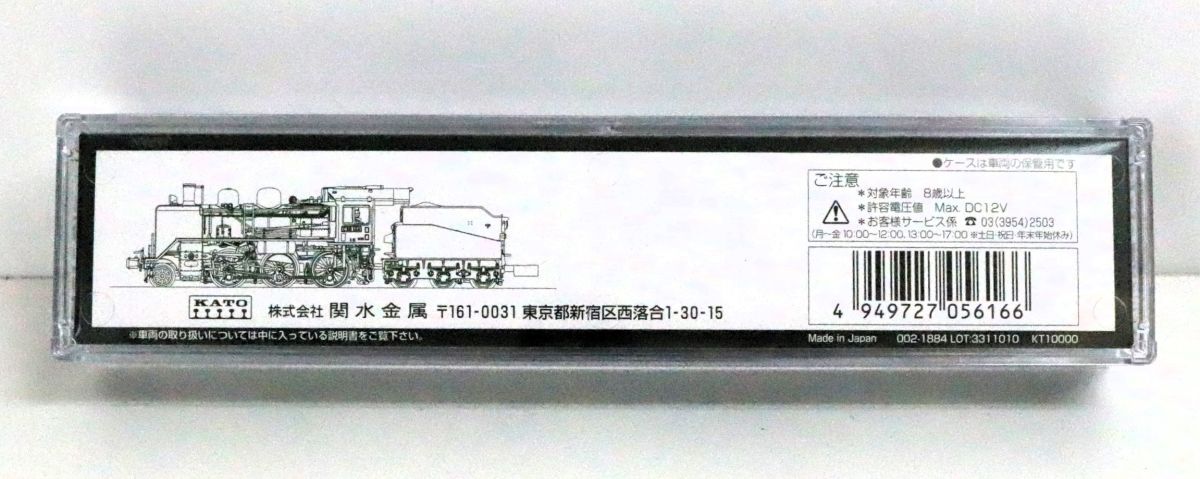 ●ケースは車両の保管用です
ご注意
*対象年齢 8歳以上
*許容電圧値 Max. DC12V
*お客様サービス係 ☎ 03(3954)2503
(月〜金 10:00〜12:00, 13:00〜17:00 ※土日・祝日・年末年始休み)
4 949727 056166
KATO
株式会社 関水金属 〒161-0031 東京都新宿区西落合1-30-15
※車両の取り扱いについては中に入っている説明書をご覧下さい。
Made in Japan 002-1884 LOT:3311010 KT10000